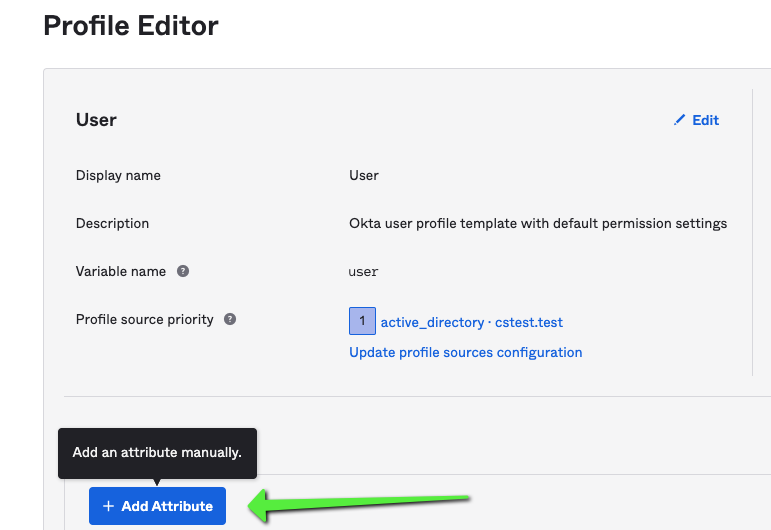 Profile Editor
User
Edit
Display name
User
Description
Okta user profile template with default permission settings
Variable name ?
user
Profile source priority ?
1 active_directory · cstest.test
Update profile sources configuration
Add an attribute manually.
+ Add Attribute